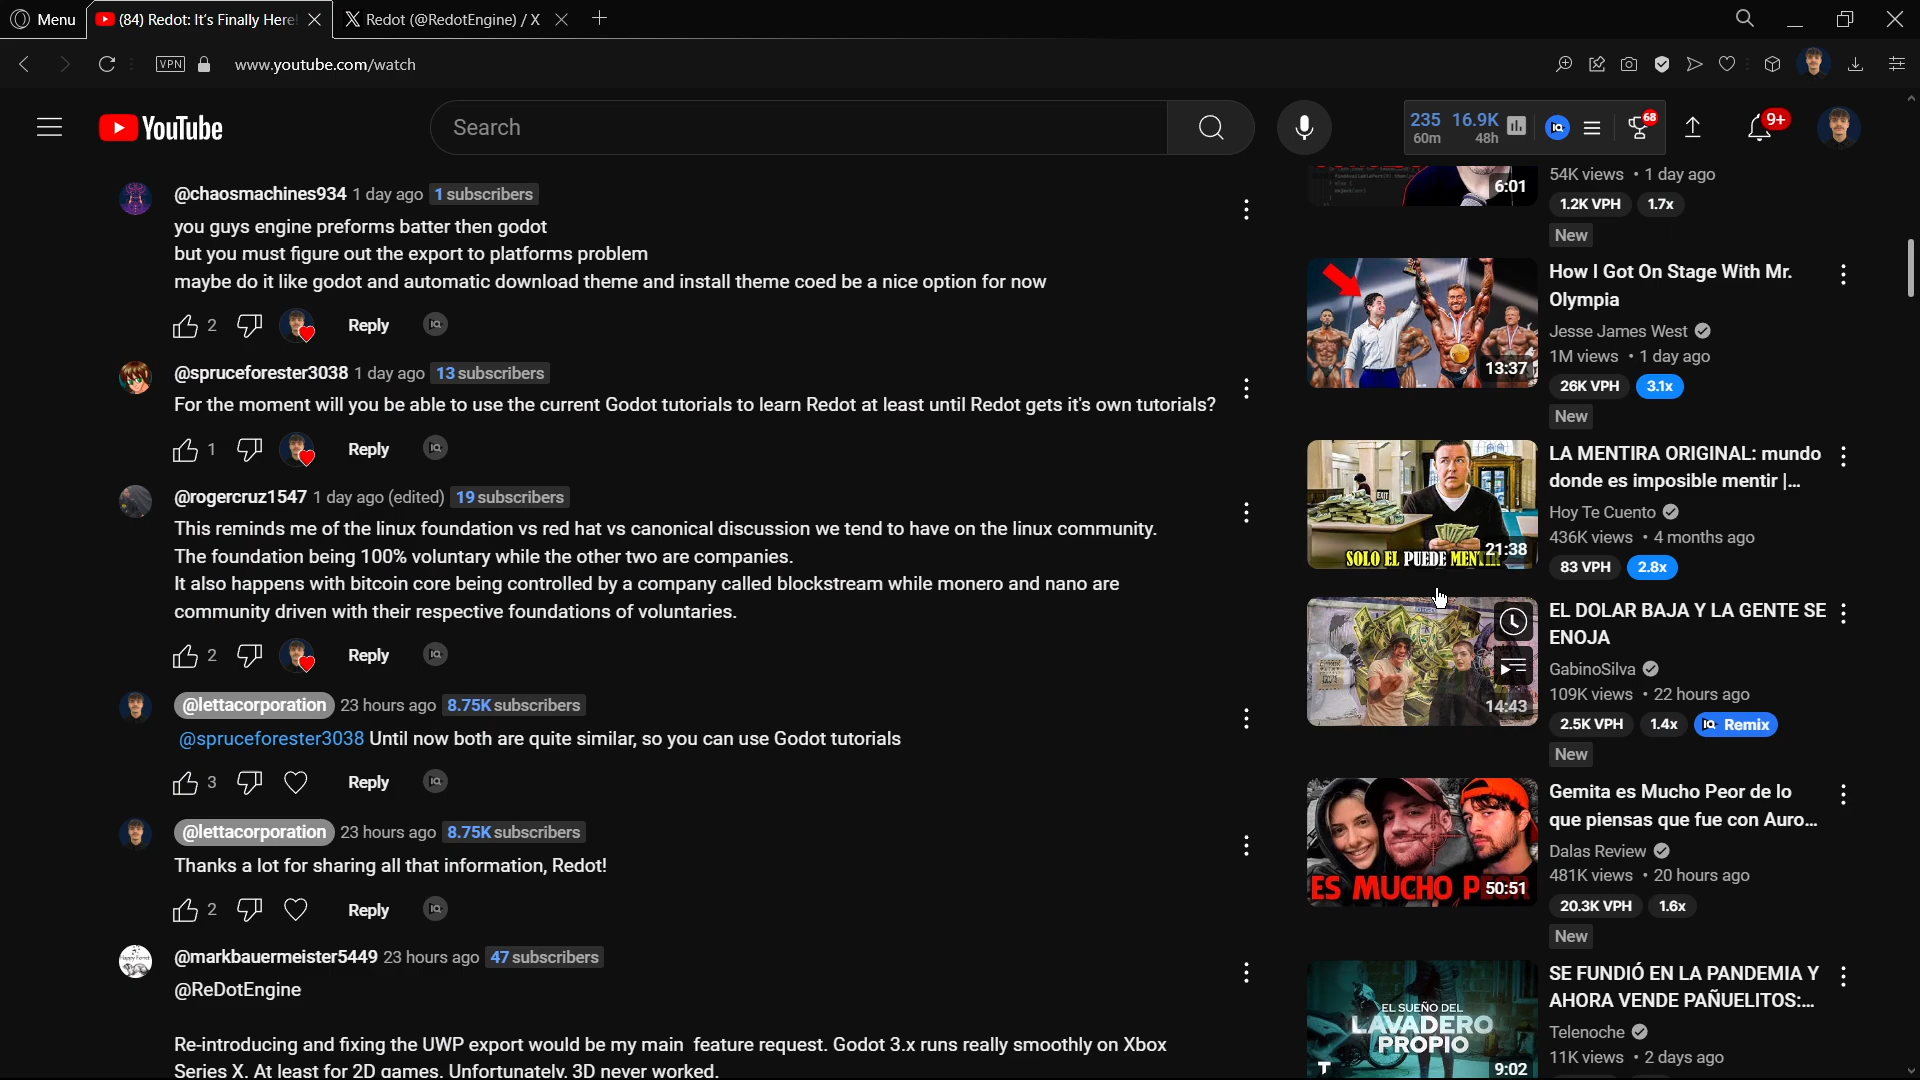 Menu
(84) Redot: It's Finally Here!
Redot (@RedotEngine) / X
VPN
www.youtube.com/watch
YouTube
Search
235 16.9K
60m 48h
68
9+
@chaosmachines934 1 day ago 1 subscribers
you guys engine preforms batter then godot
but you must figure out the export to platforms problem
maybe do it like godot and automatic download theme and install theme coed be a nice option for now
2 Reply
@spruceforester3038 1 day ago 13 subscribers
For the moment will you be able to use the current Godot tutorials to learn Redot at least until Redot gets it's own tutorials?
1 Reply
@rogercruz1547 1 day ago (edited) 19 subscribers
This reminds me of the linux foundation vs red hat vs canonical discussion we tend to have on the linux community.
The foundation being 100% voluntary while the other two are companies.
It also happens with bitcoin core being controlled by a company called blockstream while monero and nano are
community driven with their respective foundations of voluntaries.
2 Reply
@lettacorporation 23 hours ago 8.75K subscribers
@spruceforester3038 Until now both are quite similar, so you can use Godot tutorials
3 Reply
@lettacorporation 23 hours ago 8.75K subscribers
Thanks a lot for sharing all that information, Redot!
2 Reply
@markbauermeister5449 23 hours ago 47 subscribers
@ReDotEngine
Re-introducing and fixing the UWP export would be my main feature request. Godot 3.x runs really smoothly on Xbox
Series X. At least for 2D games. Unfortunately, 3D never worked.
6:01
54K views • 1 day ago
1.2K VPH 1.7x
New
13:37
How I Got On Stage With Mr.
Olympia
Jesse James West
1M views • 1 day ago
26K VPH 3.1x
New
EXIT
SOLO EL PUEDE MENTIR
21:38
LA MENTIRA ORIGINAL: mundo
donde es imposible mentir |...
Hoy Te Cuento
436K views • 4 months ago
83 VPH 2.8x
14:43
EL DOLAR BAJA Y LA GENTE SE
ENOJA
GabinoSilva
109K views • 22 hours ago
2.5K VPH 1.4x Remix
New
ES MUCHO PEOR
50:51
Gemita es Mucho Peor de lo
que piensas que fue con Auro...
Dalas Review
481K views • 20 hours ago
20.3K VPH 1.6x
New
EL SUEÑO DEL
LAVADERO
PROPIO
T
9:02
SE FUNDIÓ EN LA PANDEMIA Y
AHORA VENDE PAÑUELITOS:...
Telenoche
11K views • 2 days ago